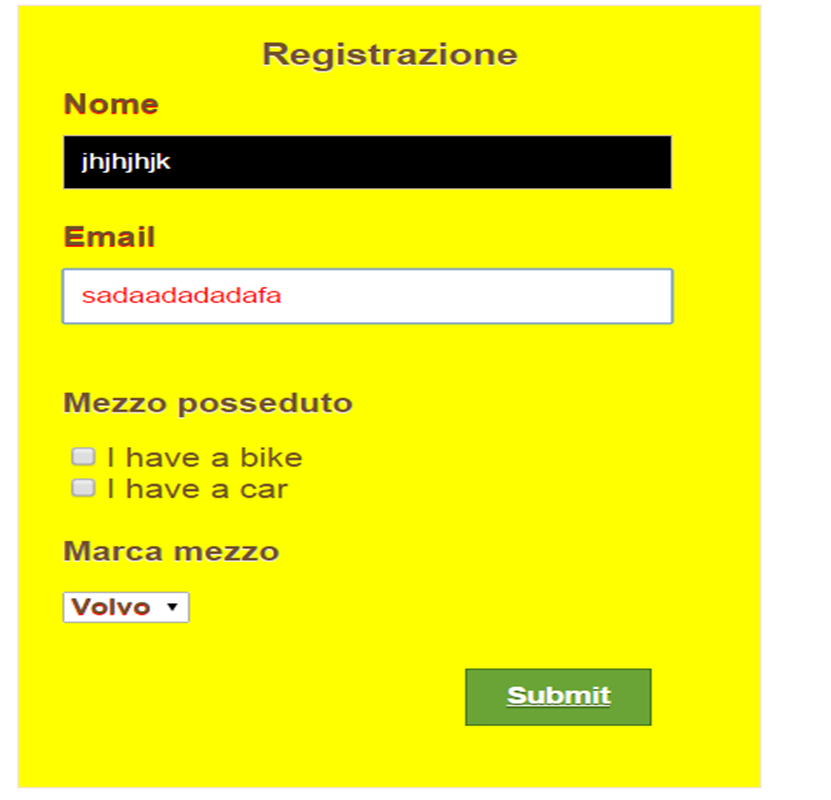 Registrazione
Nome
jhjhjhjk
Email
sadaadadadafa
Mezzo posseduto
I have a bike
I have a car
Marca mezzo
Volvo
Submit